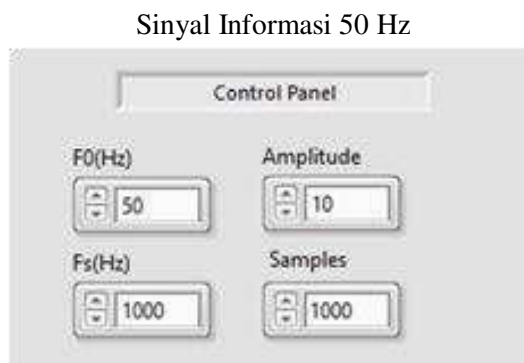 Sinyal Informasi 50 Hz
Control Panel
F0(Hz) Amplitude
50 10
Fs(Hz) Samples
1000 1000